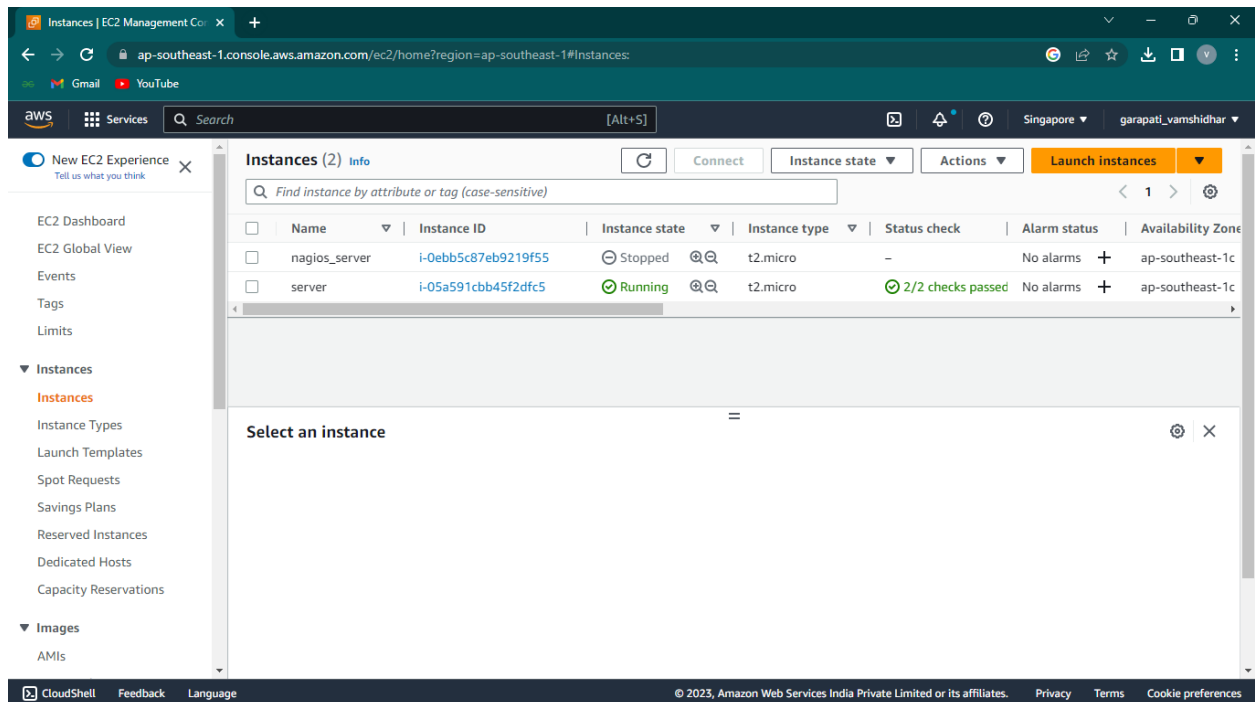 Instances | EC2 Management Cor
ap-southeast-1.console.aws.amazon.com/ec2/home?region=ap-southeast-1#Instances:
Gmail YouTube
aws Services Search [Alt+S] Singapore garapati_vamshidhar
New EC2 Experience
Tell us what you think
EC2 Dashboard
EC2 Global View
Events
Tags
Limits
Instances
Instances
Instance Types
Launch Templates
Spot Requests
Savings Plans
Reserved Instances
Dedicated Hosts
Capacity Reservations
Images
AMIs
Instances (2) Info Connect Instance state Actions Launch instances
Find instance by attribute or tag (case-sensitive) 1
Name Instance ID Instance state Instance type Status check Alarm status Availability Zone
nagios_server i-0ebb5c87eb9219f55 Stopped t2.micro – No alarms + ap-southeast-1c
server i-05a591cbb45f2dfc5 Running t2.micro 2/2 checks passed No alarms + ap-southeast-1c
Select an instance
CloudShell Feedback Language © 2023, Amazon Web Services India Private Limited or its affiliates. Privacy Terms Cookie preferences